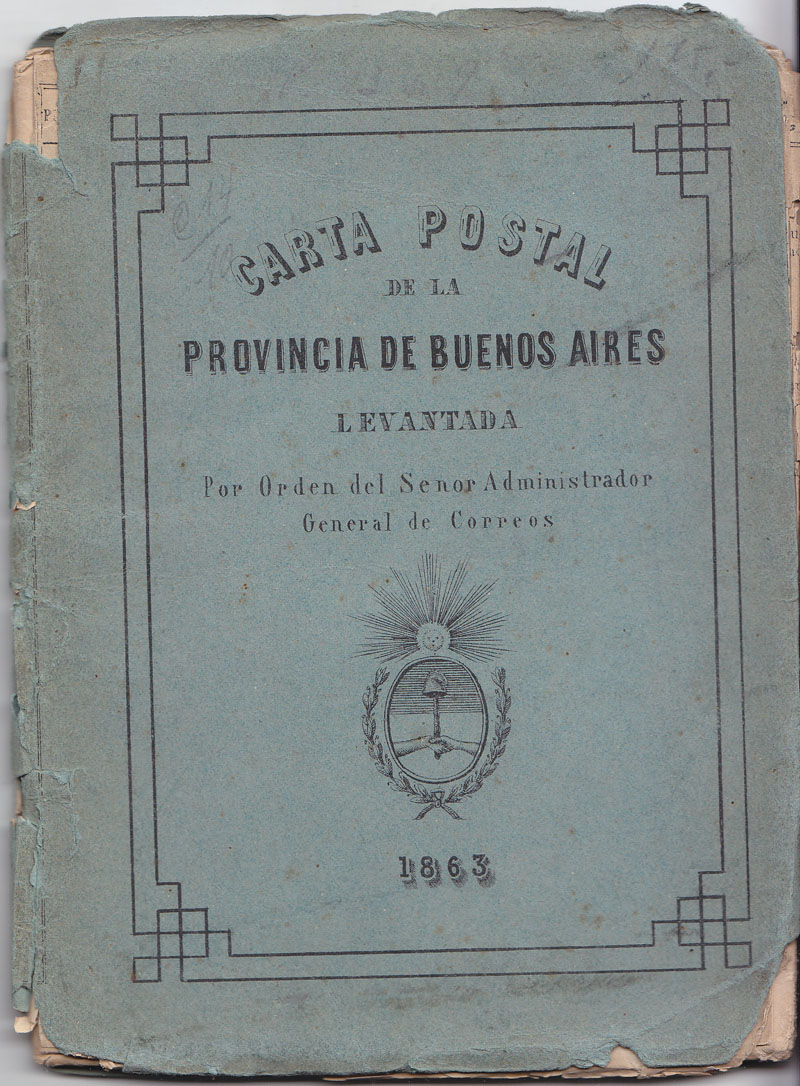 CARTA POSTAL
DE LA
PROVINCIA DE BUENOS AIRES
LEVANTADA
Por Orden del Senor Administrador
General de Correos
1863